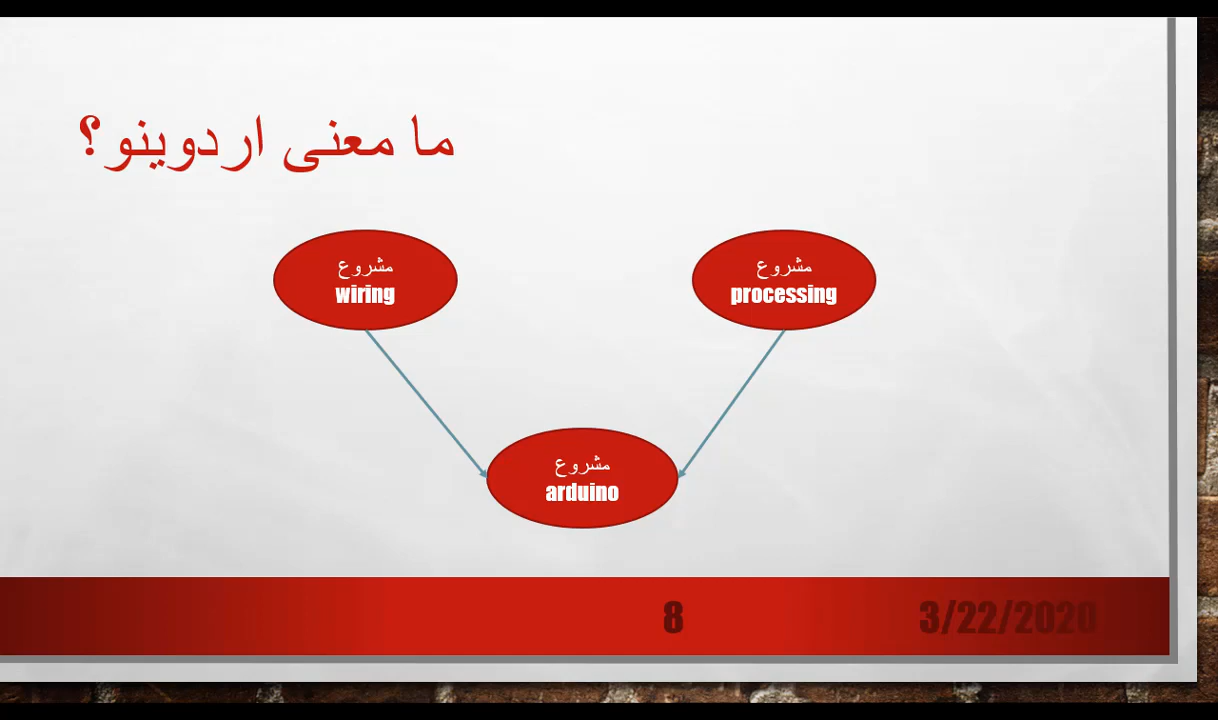 ما معنى اردوينو؟
مشروع
wiring
مشروع
processing
مشروع
arduino
8
3/22/2020